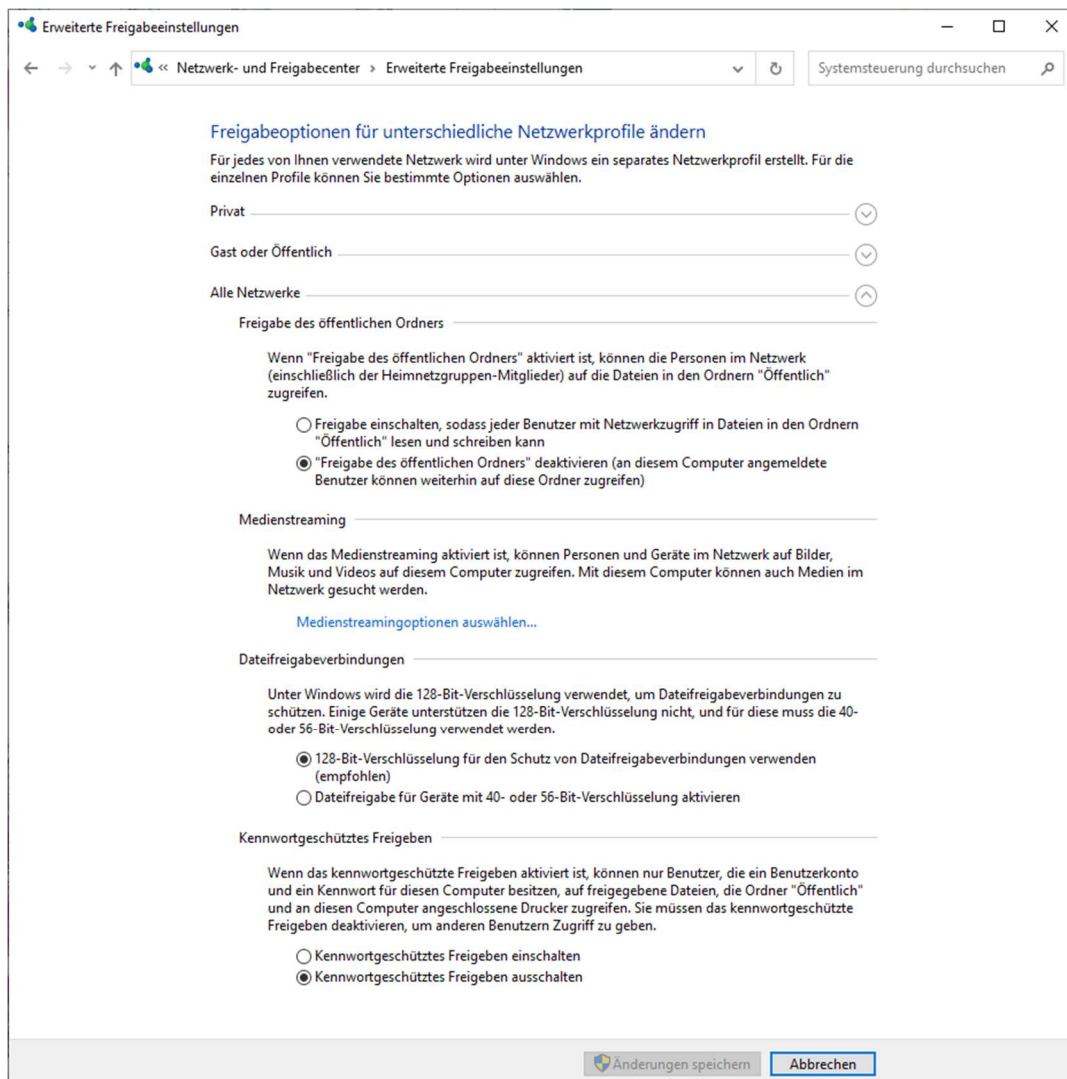 Erweiterte Freigabeeinstellungen
« Netzwerk- und Freigabecenter > Erweiterte Freigabeeinstellungen
Systemsteuerung durchsuchen
Freigabeoptionen für unterschiedliche Netzwerkprofile ändern
Für jedes von Ihnen verwendete Netzwerk wird unter Windows ein separates Netzwerkprofil erstellt. Für die
einzelnen Profile können Sie bestimmte Optionen auswählen.
Privat
Gast oder Öffentlich
Alle Netzwerke
Freigabe des öffentlichen Ordners
Wenn "Freigabe des öffentlichen Ordners" aktiviert ist, können die Personen im Netzwerk
(einschließlich der Heimnetzgruppen-Mitglieder) auf die Dateien in den Ordnern "Öffentlich"
zugreifen.
Freigabe einschalten, sodass jeder Benutzer mit Netzwerkzugriff in Dateien in den Ordnern
"Öffentlich" lesen und schreiben kann
"Freigabe des öffentlichen Ordners" deaktivieren (an diesem Computer angemeldete
Benutzer können weiterhin auf diese Ordner zugreifen)
Medienstreaming
Wenn das Medienstreaming aktiviert ist, können Personen und Geräte im Netzwerk auf Bilder,
Musik und Videos auf diesem Computer zugreifen. Mit diesem Computer können auch Medien im
Netzwerk gesucht werden.
Medienstreamingoptionen auswählen...
Dateifreigabeverbindungen
Unter Windows wird die 128-Bit-Verschlüsselung verwendet, um Dateifreigabeverbindungen zu
schützen. Einige Geräte unterstützen die 128-Bit-Verschlüsselung nicht, und für diese muss die 40-
oder 56-Bit-Verschlüsselung verwendet werden.
128-Bit-Verschlüsselung für den Schutz von Dateifreigabeverbindungen verwenden
(empfohlen)
Dateifreigabe für Geräte mit 40- oder 56-Bit-Verschlüsselung aktivieren
Kennwortgeschütztes Freigeben
Wenn das kennwortgeschützte Freigeben aktiviert ist, können nur Benutzer, die ein Benutzerkonto
und ein Kennwort für diesen Computer besitzen, auf freigegebene Dateien, die Ordner "Öffentlich"
und an diesen Computer angeschlossene Drucker zugreifen. Sie müssen das kennwortgeschützte
Freigeben deaktivieren, um anderen Benutzern Zugriff zu geben.
Kennwortgeschütztes Freigeben einschalten
Kennwortgeschütztes Freigeben ausschalten
Änderungen speichern
Abbrechen